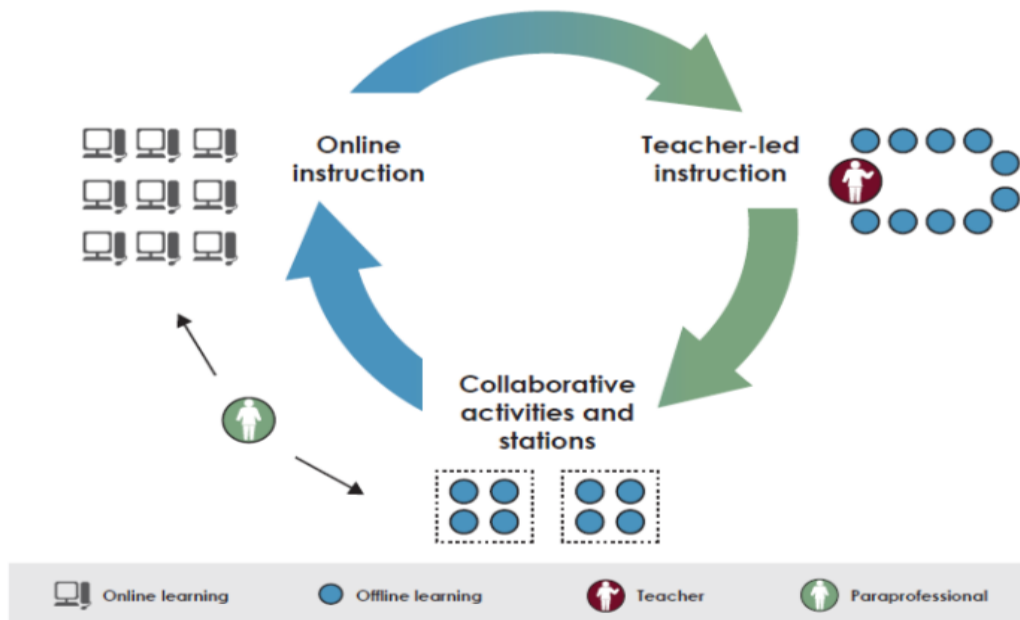 Online
instruction
Teacher-led
instruction
Collaborative
activities and
stations
Online learning
Offline learning
Teacher
Paraprofessional